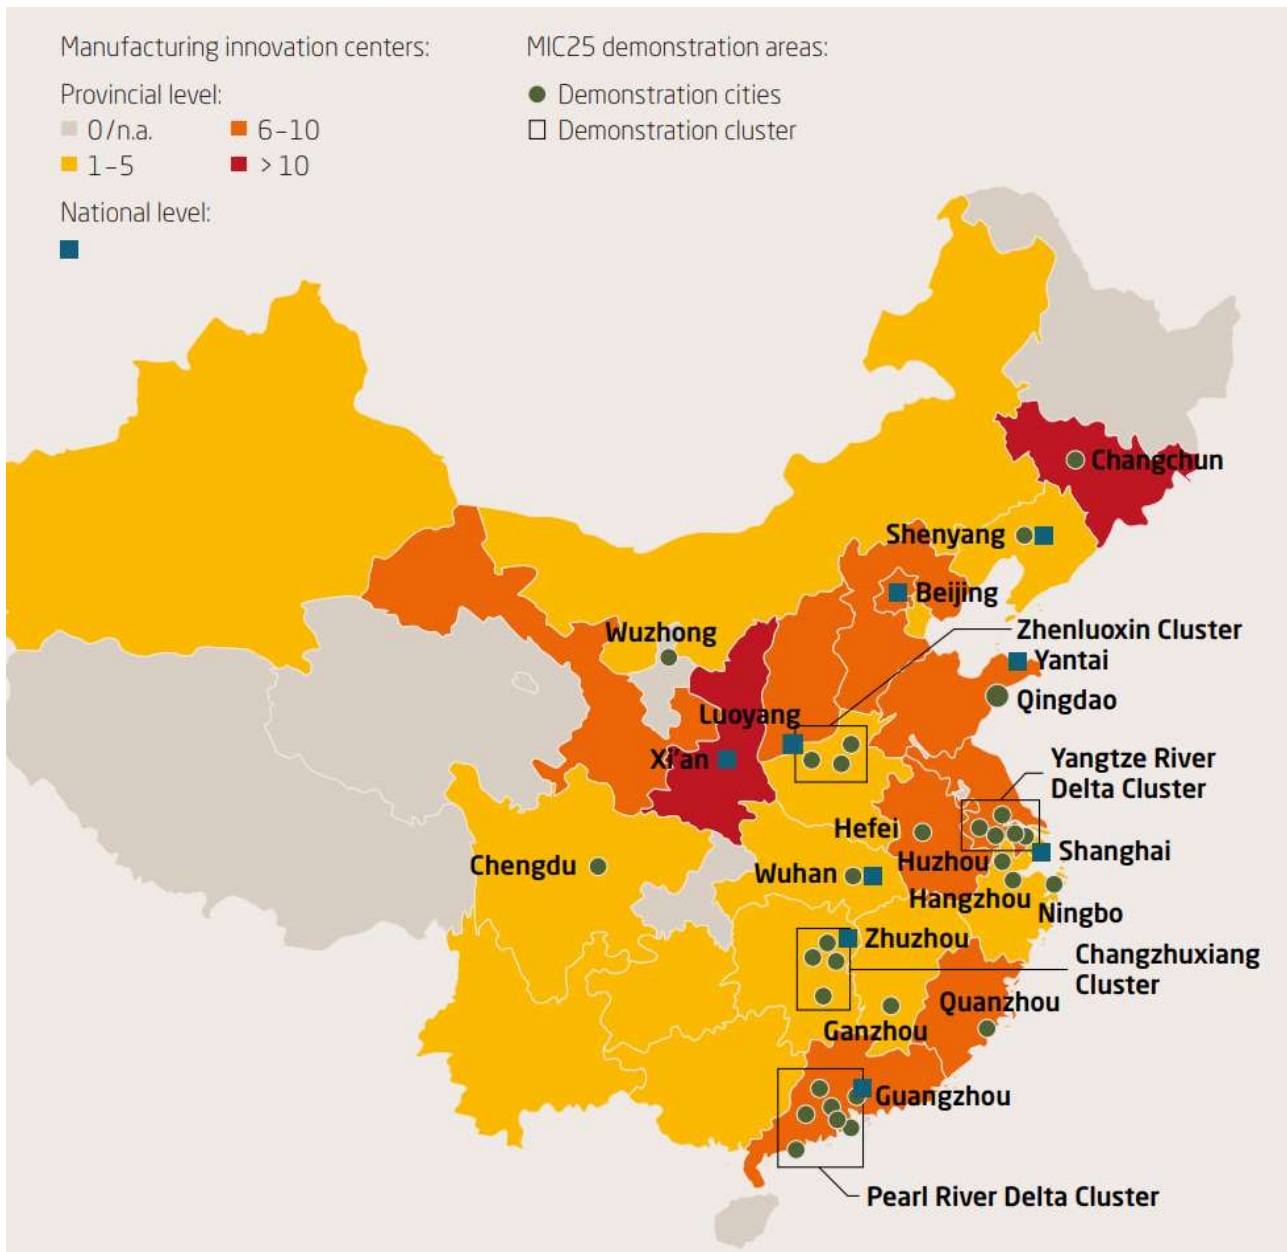 Manufacturing innovation centers:
Provincial level:
0/n.a.
6–10
1–5
> 10
National level:
MIC25 demonstration areas:
Demonstration cities
Demonstration cluster
Changchun
Shenyang
Beijing
Zhenluoxin Cluster
Wuzhong
Yantai
Qingdao
Luoyang
Xi'an
Yangtze River
Delta Cluster
Hefei
Shanghai
Huzhou
Chengdu
Wuhan
Hangzhou
Ningbo
Zhuzhou
Changzhuxiang
Cluster
Quanzhou
Ganzhou
Guangzhou
Pearl River Delta Cluster